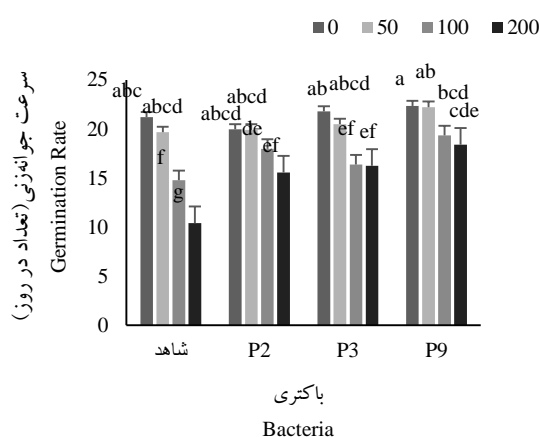 0 50 100 200
سرعت جوانه‌زنی (تعداد در روز)
Germination Rate
25
20
15
10
5
0
abc
abcd
f
g
abcd
abcd
de
ef
ab
abcd
ef
ef
a
ab
bcd
cde
شاهد P2 P3 P9
باکتری
Bacteria